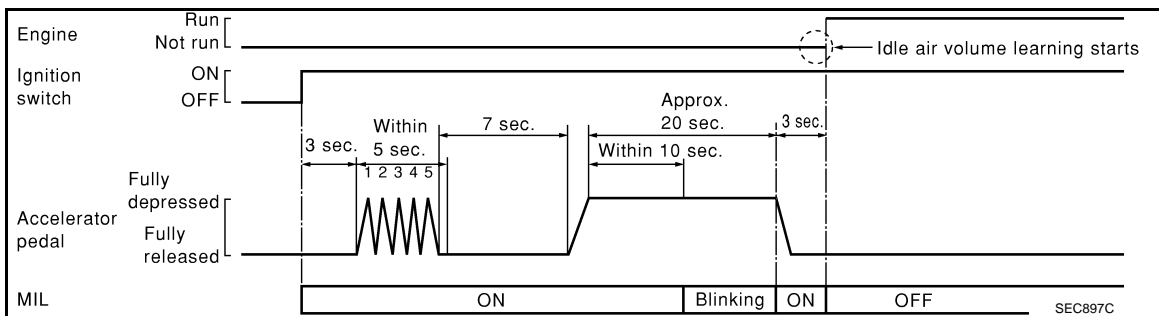 Run
Engine
Not run
Idle air volume learning starts
Ignition
switch
ON
OFF
Approx.
20 sec.
3 sec.
7 sec.
Within
5 sec.
3 sec.
Within 10 sec.
1 2 3 4 5
Fully
depressed
Accelerator
pedal
Fully
released
MIL
ON
Blinking
ON
OFF
SEC897C